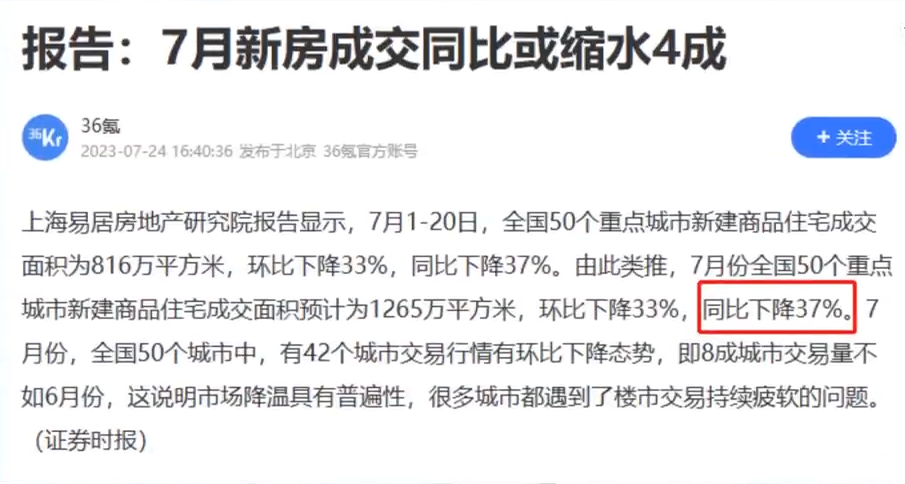 报告：7月新房成交同比或缩水4成
36Kr
36氪
2023-07-24 16:40:36 发布于北京 36氪官方账号
+ 关注
上海易居房地产研究院报告显示，7月1-20日，全国50个重点城市新建商品住宅成交
面积为816万平方米，环比下降33%，同比下降37%。由此类推，7月份全国50个重点
城市新建商品住宅成交面积预计为1265万平方米，环比下降33%，同比下降37%。7
月份，全国50个城市中，有42个城市交易行情有环比下降态势，即8成城市交易量不
如6月份，这说明市场降温具有普遍性，很多城市都遇到了楼市交易持续疲软的问题。
（证券时报）